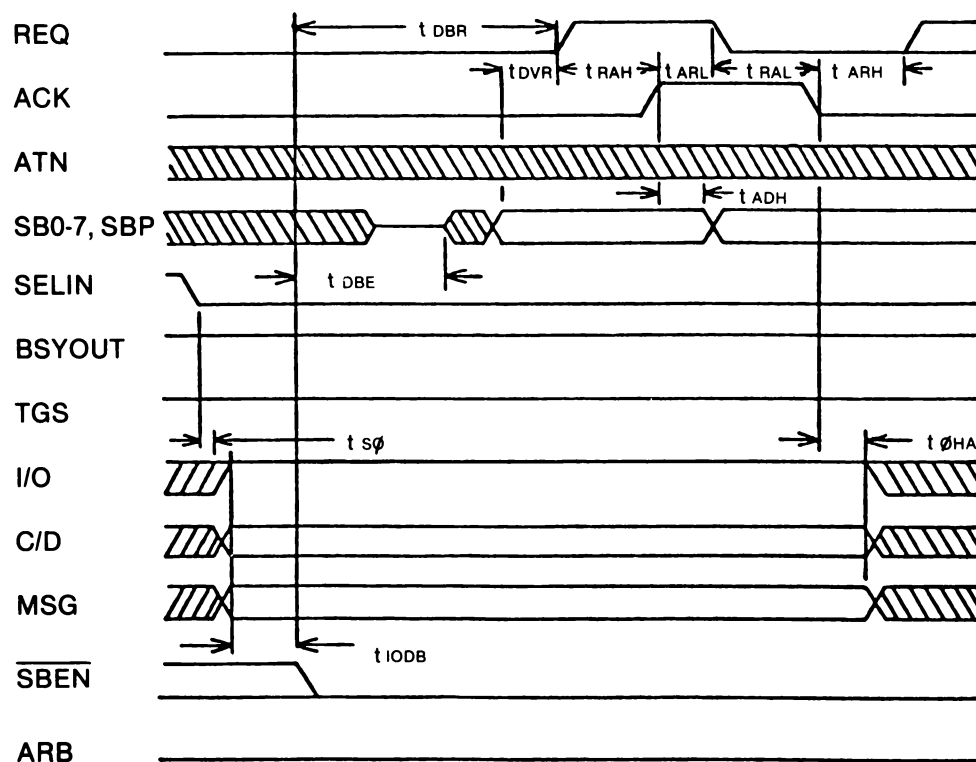 REQ
t DBR
t DVR t RAH t ARL t RAL t ARH
ACK
ATN
t ADH
SB0-7, SBP
SELIN
t DBE
BSYOUT
TGS
t SØ
t ØHA
I/O
C/D
MSG
t IODB
SBEN
ARB